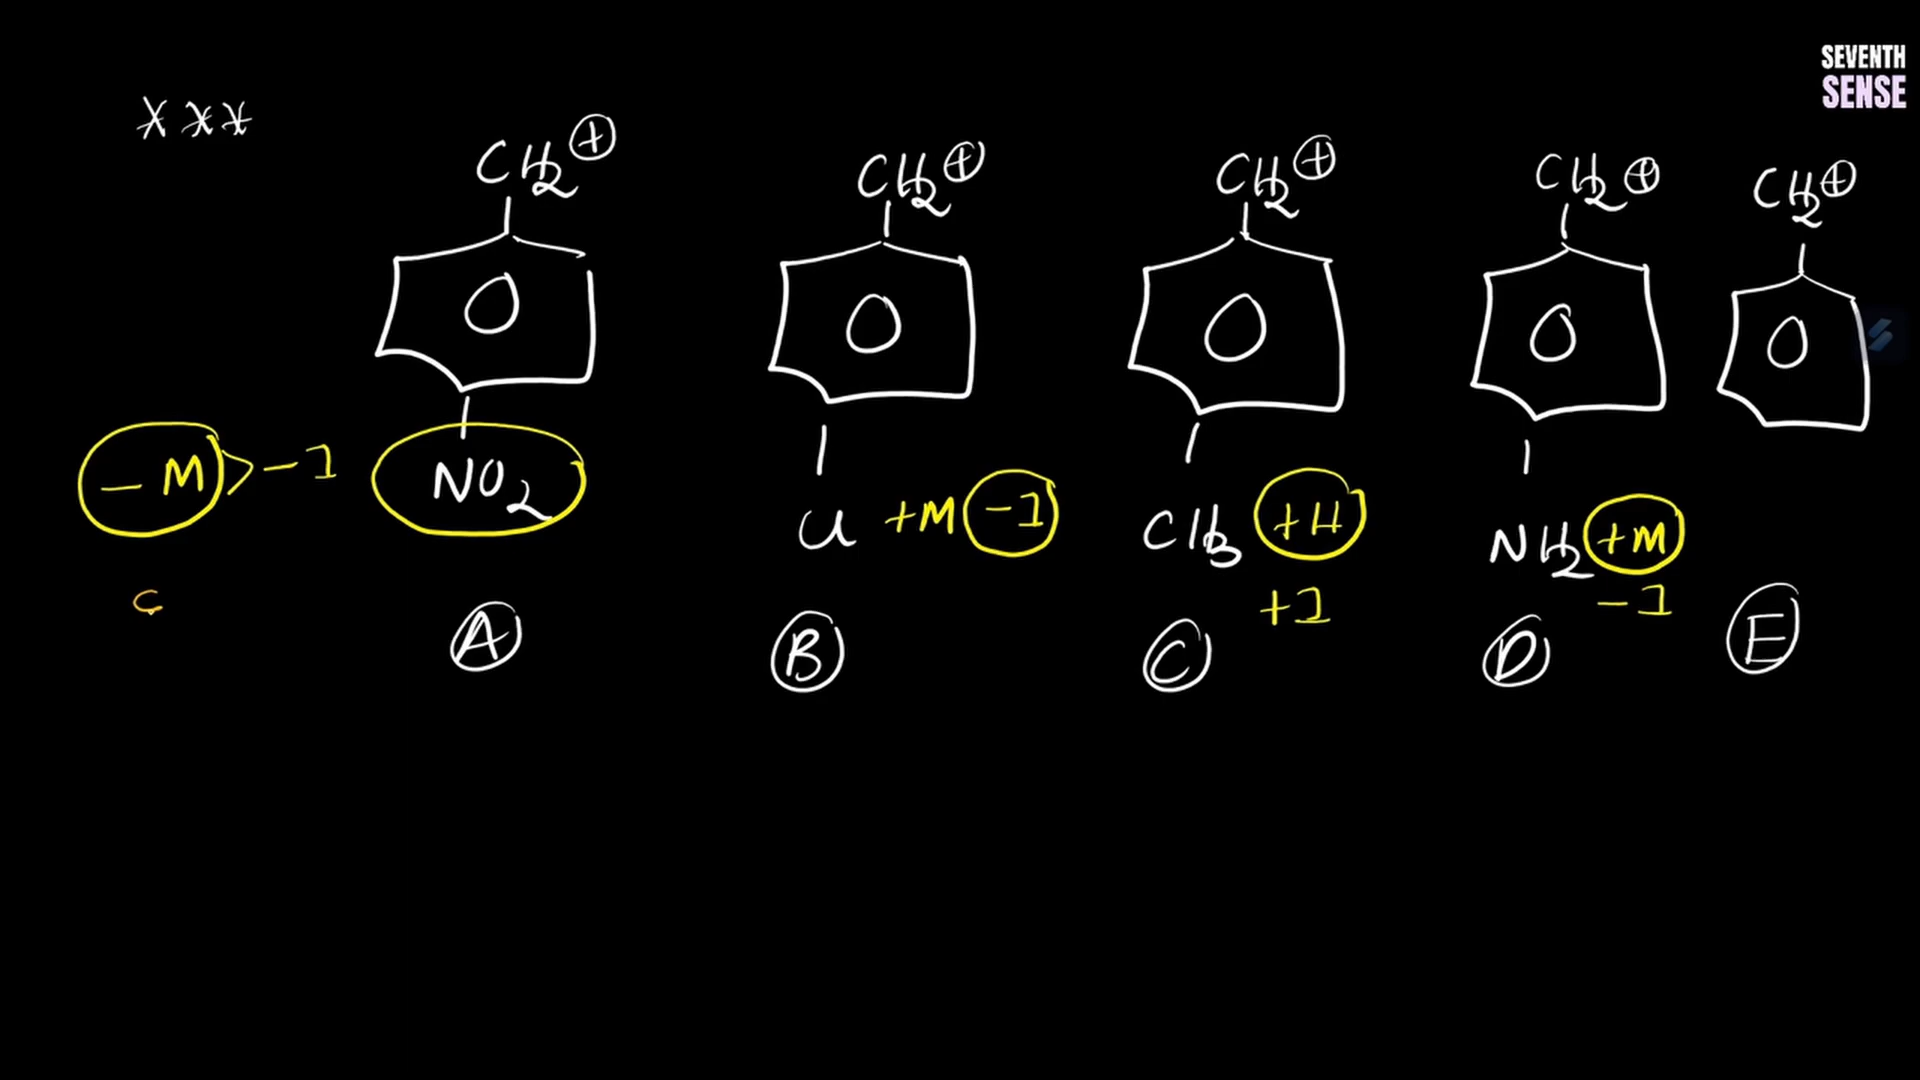 SEVENTH
SENSE
***
CH2⊕ CH2⊕ CH2⊕ CH2⊕ CH2⊕
-M > -I NO2 Cl +M -I CH3 +H NH2 +M
+I -I
A B C D E